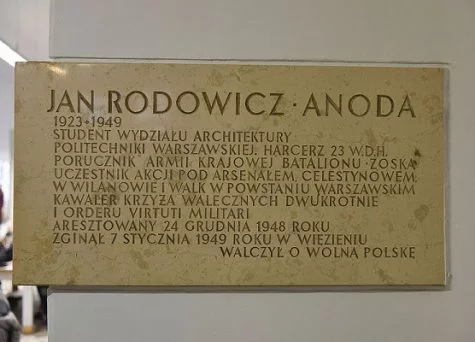 JAN RODOWICZ · ANODA
1923+1949
STUDENT WYDZIAŁU ARCHITEKTURY
POLITECHNIKI WARSZAWSKIEJ, HARCERZ 23 W.D.H.
PORUCZNIK ARMII KRAJOWEJ BATALIONU · ZOŚKA
UCZESTNIK AKCJI POD ARSENAŁEM, CELESTYNOWEM,
W WILANOWIE I WALK W POWSTANIU WARSZAWSKIM
KAWALER KRZYŻA WALECZNYCH DWUKROTNIE
I ORDERU VIRTUTI MILITARI
ARESZTOWANY 24 GRUDNIA 1948 ROKU
ZGINĄŁ 7 STYCZNIA 1949 ROKU W WIĘZIENIU
WALCZYŁ O WOLNĄ POLSKĘ